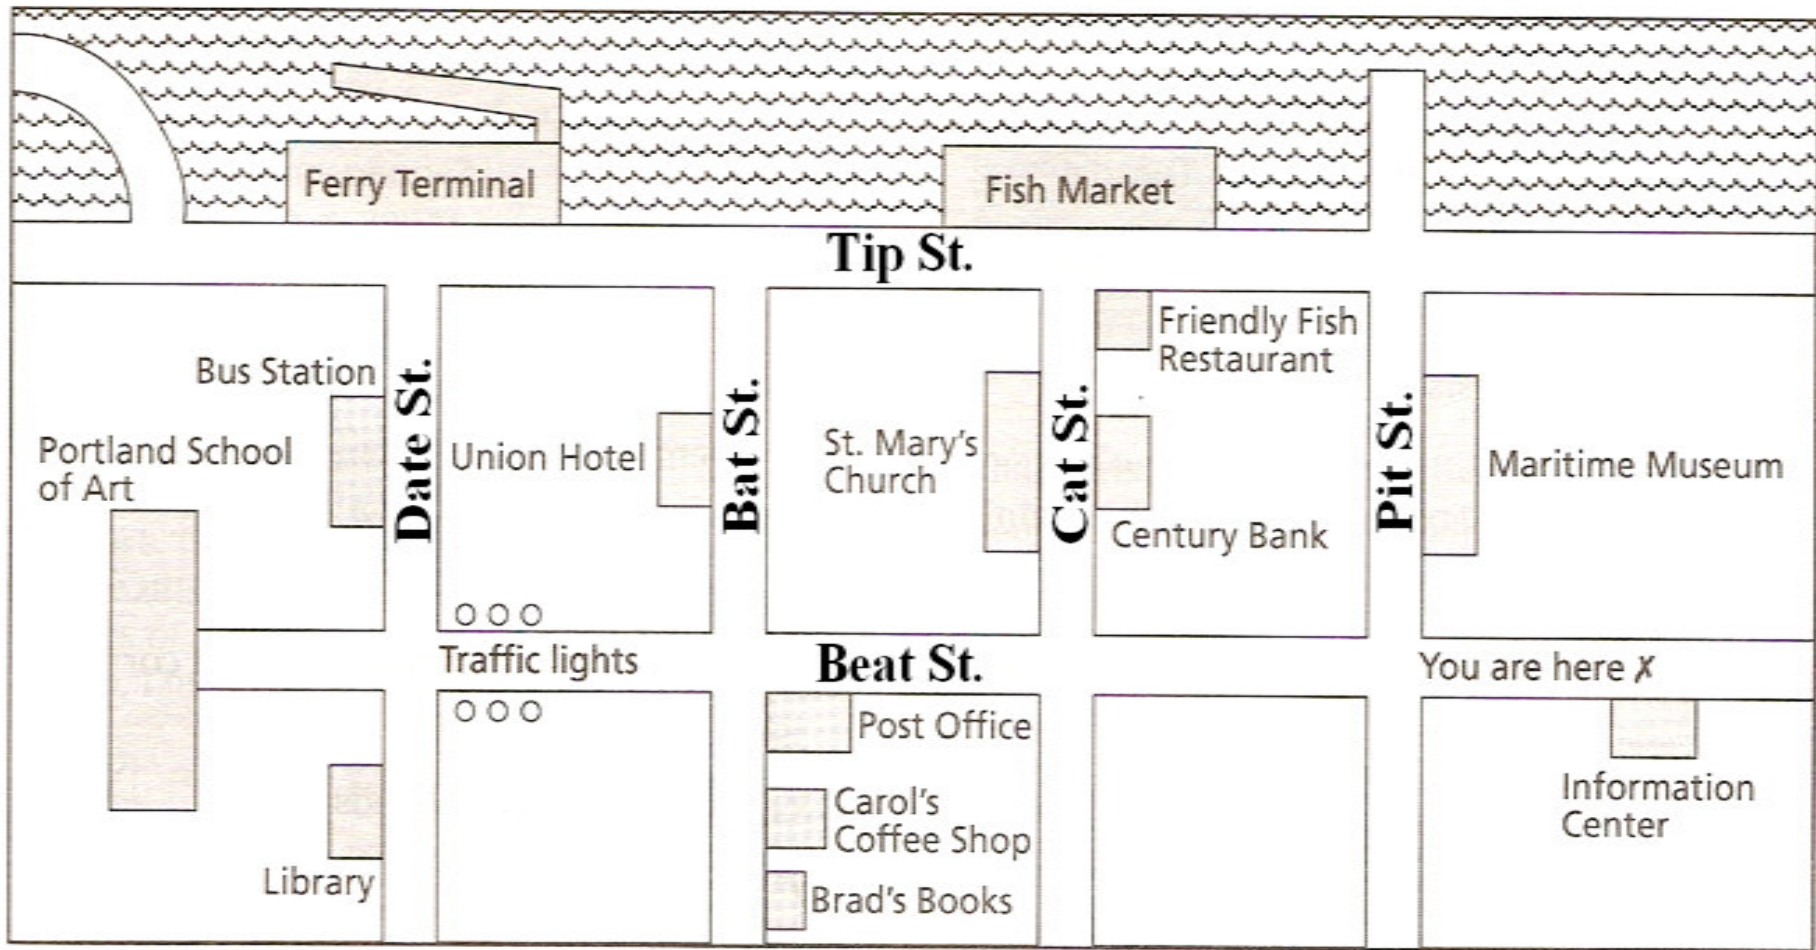 Ferry Terminal
Fish Market
Tip St.
Friendly Fish
Restaurant
Bus Station
Date St.
Bat St.
Cat St.
Pit St.
Portland School
of Art
Union Hotel
St. Mary's
Church
Maritime Museum
Century Bank
Traffic lights
Beat St.
You are here X
Post Office
Information
Center
Carol's
Coffee Shop
Library
Brad's Books